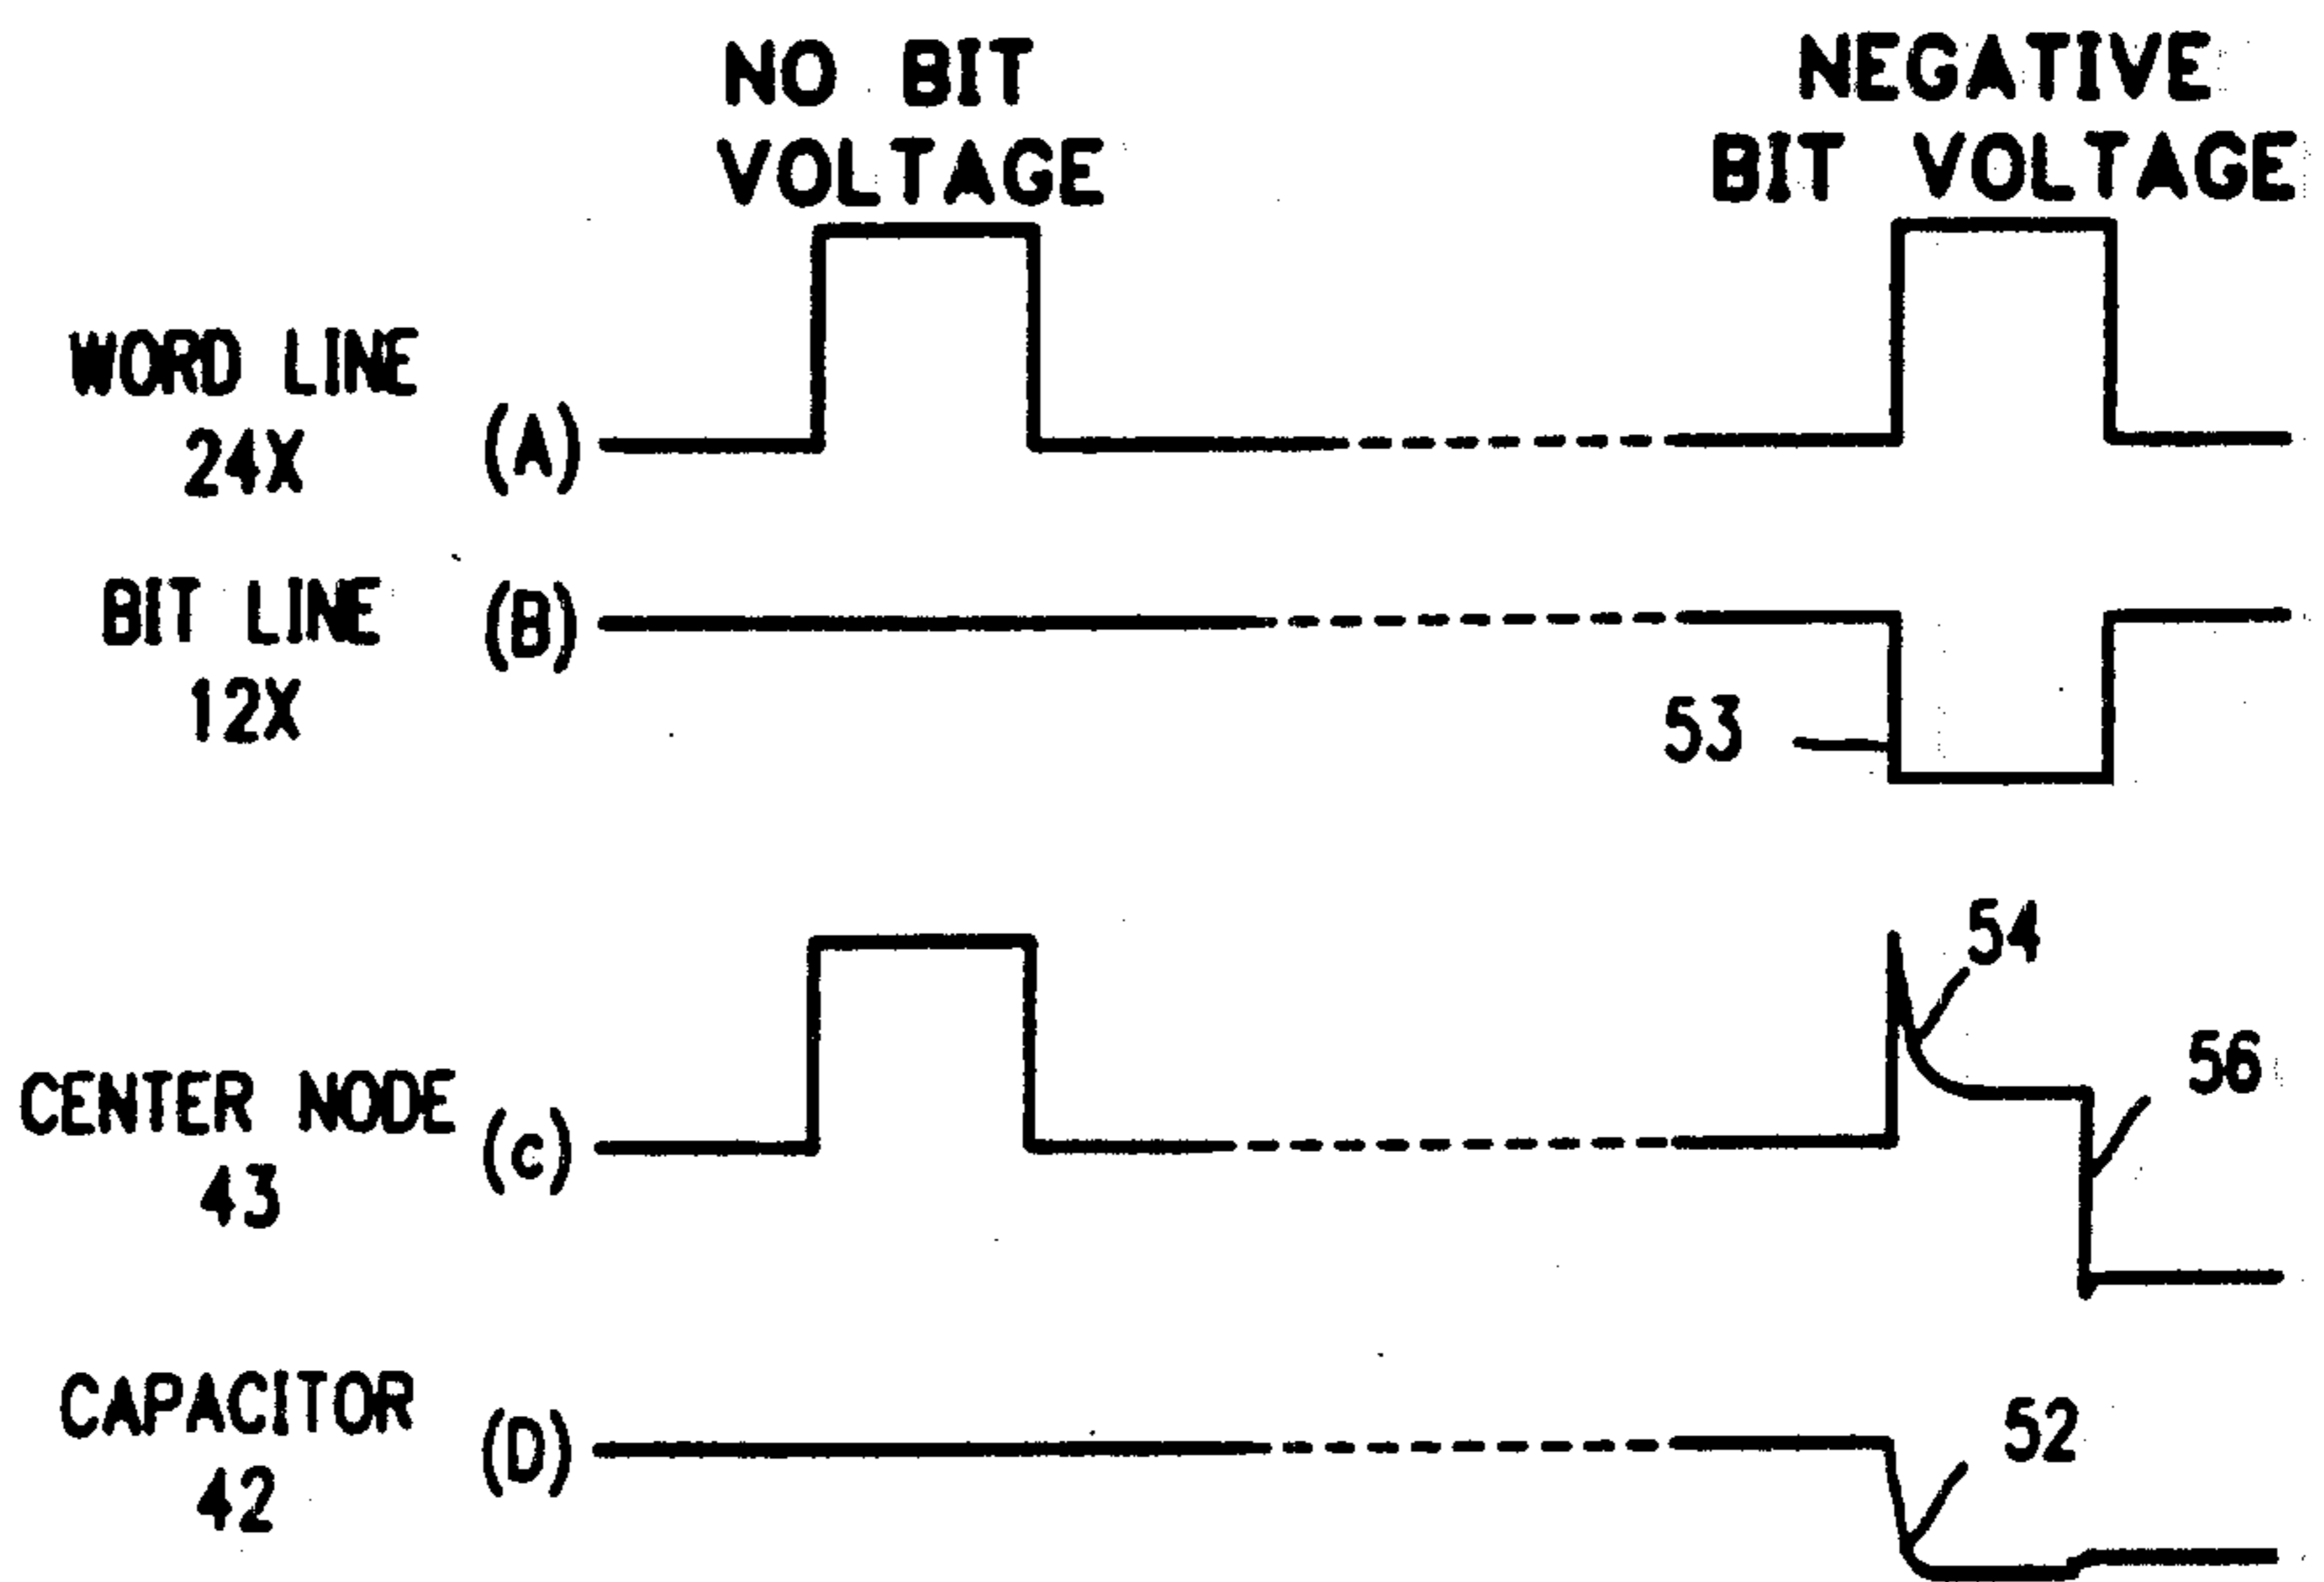 NO BIT
VOLTAGE
NEGATIVE
BIT VOLTAGE
WORD LINE
24X
(A)
BIT LINE
12X
(B)
53
54
56
CENTER NODE
43
(C)
CAPACITOR
42
(D)
52